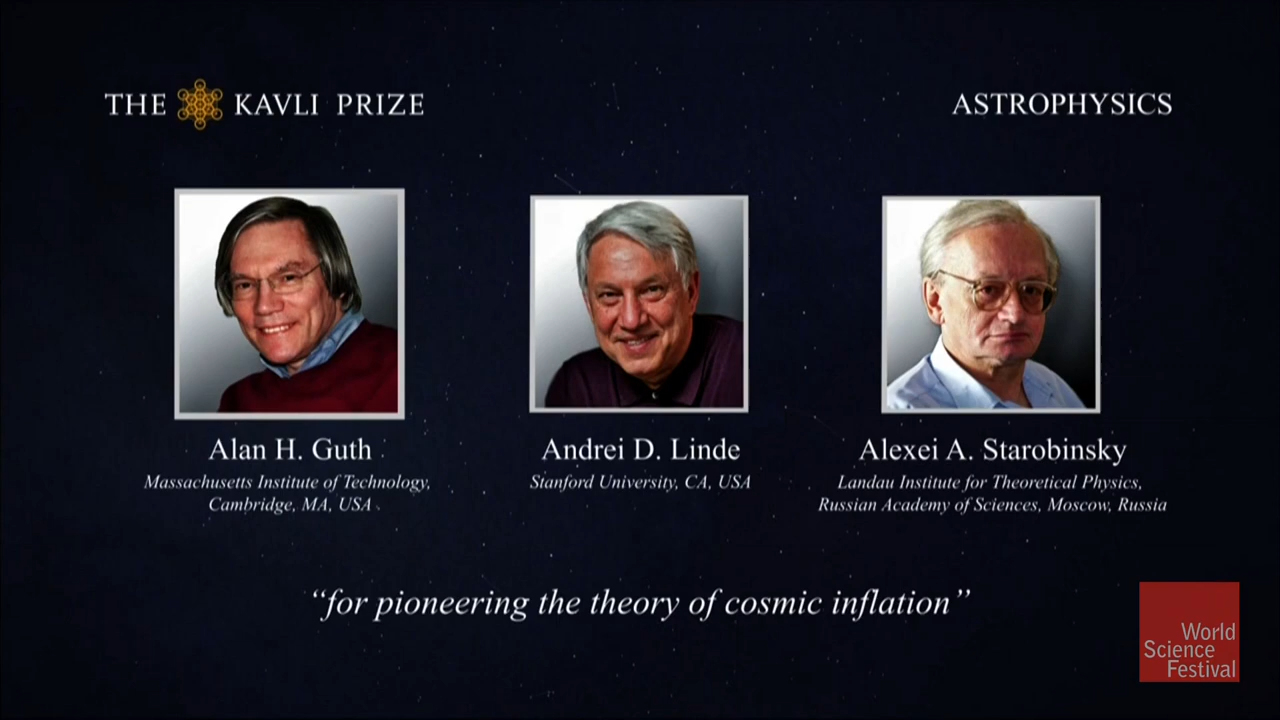 THE KAVLI PRIZE
ASTROPHYSICS
Alan H. Guth
Massachusetts Institute of Technology,
Cambridge, MA, USA
Andrei D. Linde
Stanford University, CA, USA
Alexei A. Starobinsky
Landau Institute for Theoretical Physics,
Russian Academy of Sciences, Moscow, Russia
“for pioneering the theory of cosmic inflation”
World
Science
Festival